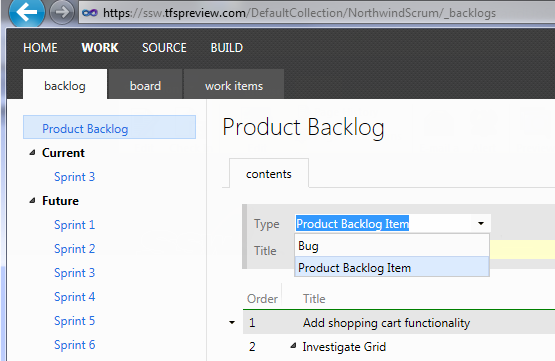 https://ssw.tfspreview.com/DefaultCollection/NorthwindScrum/_backlogs
HOME WORK SOURCE BUILD
backlog board work items
Product Backlog
Current
Sprint 3
Future
Sprint 1
Sprint 2
Sprint 3
Sprint 4
Sprint 5
Sprint 6
Product Backlog
contents
Type Product Backlog Item
Bug
Title
Product Backlog Item
Order Title
1 Add shopping cart functionality
2 Investigate Grid